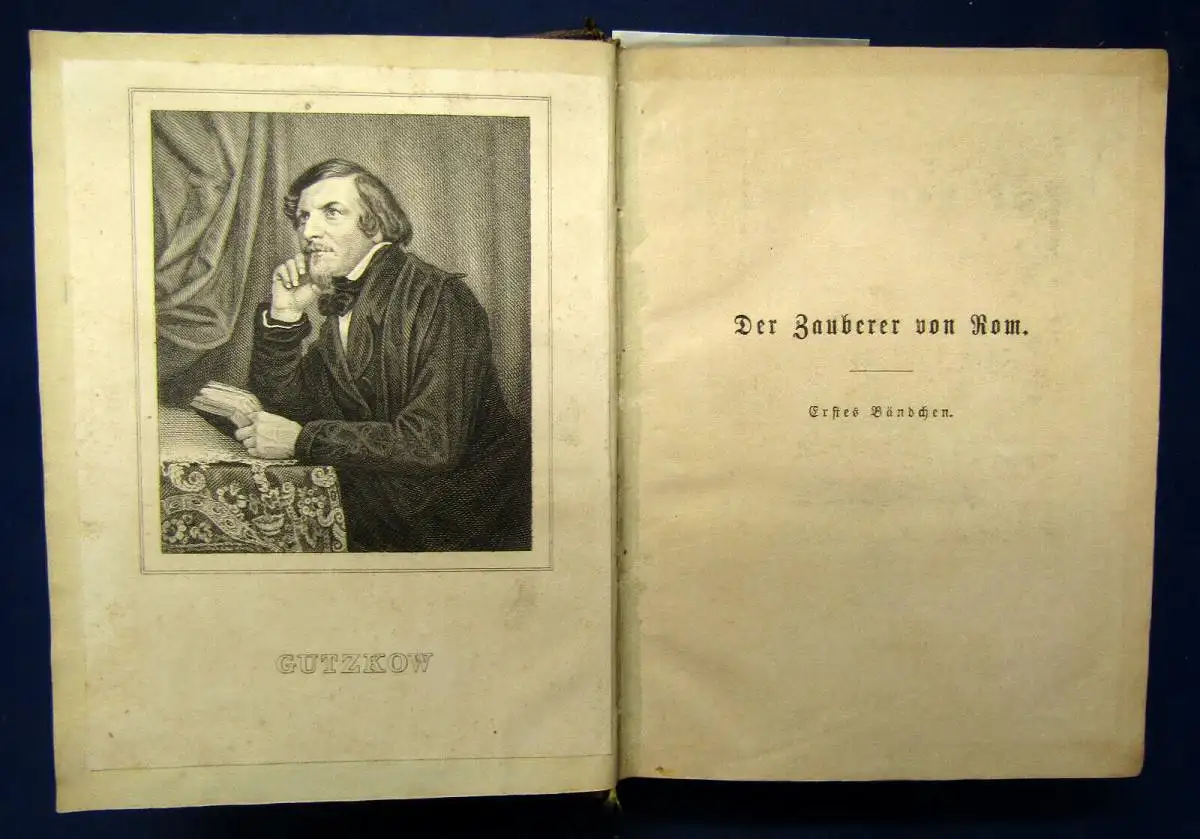 GUTZKOW
Der Zauberer von Rom.
Erstes Bändchen.